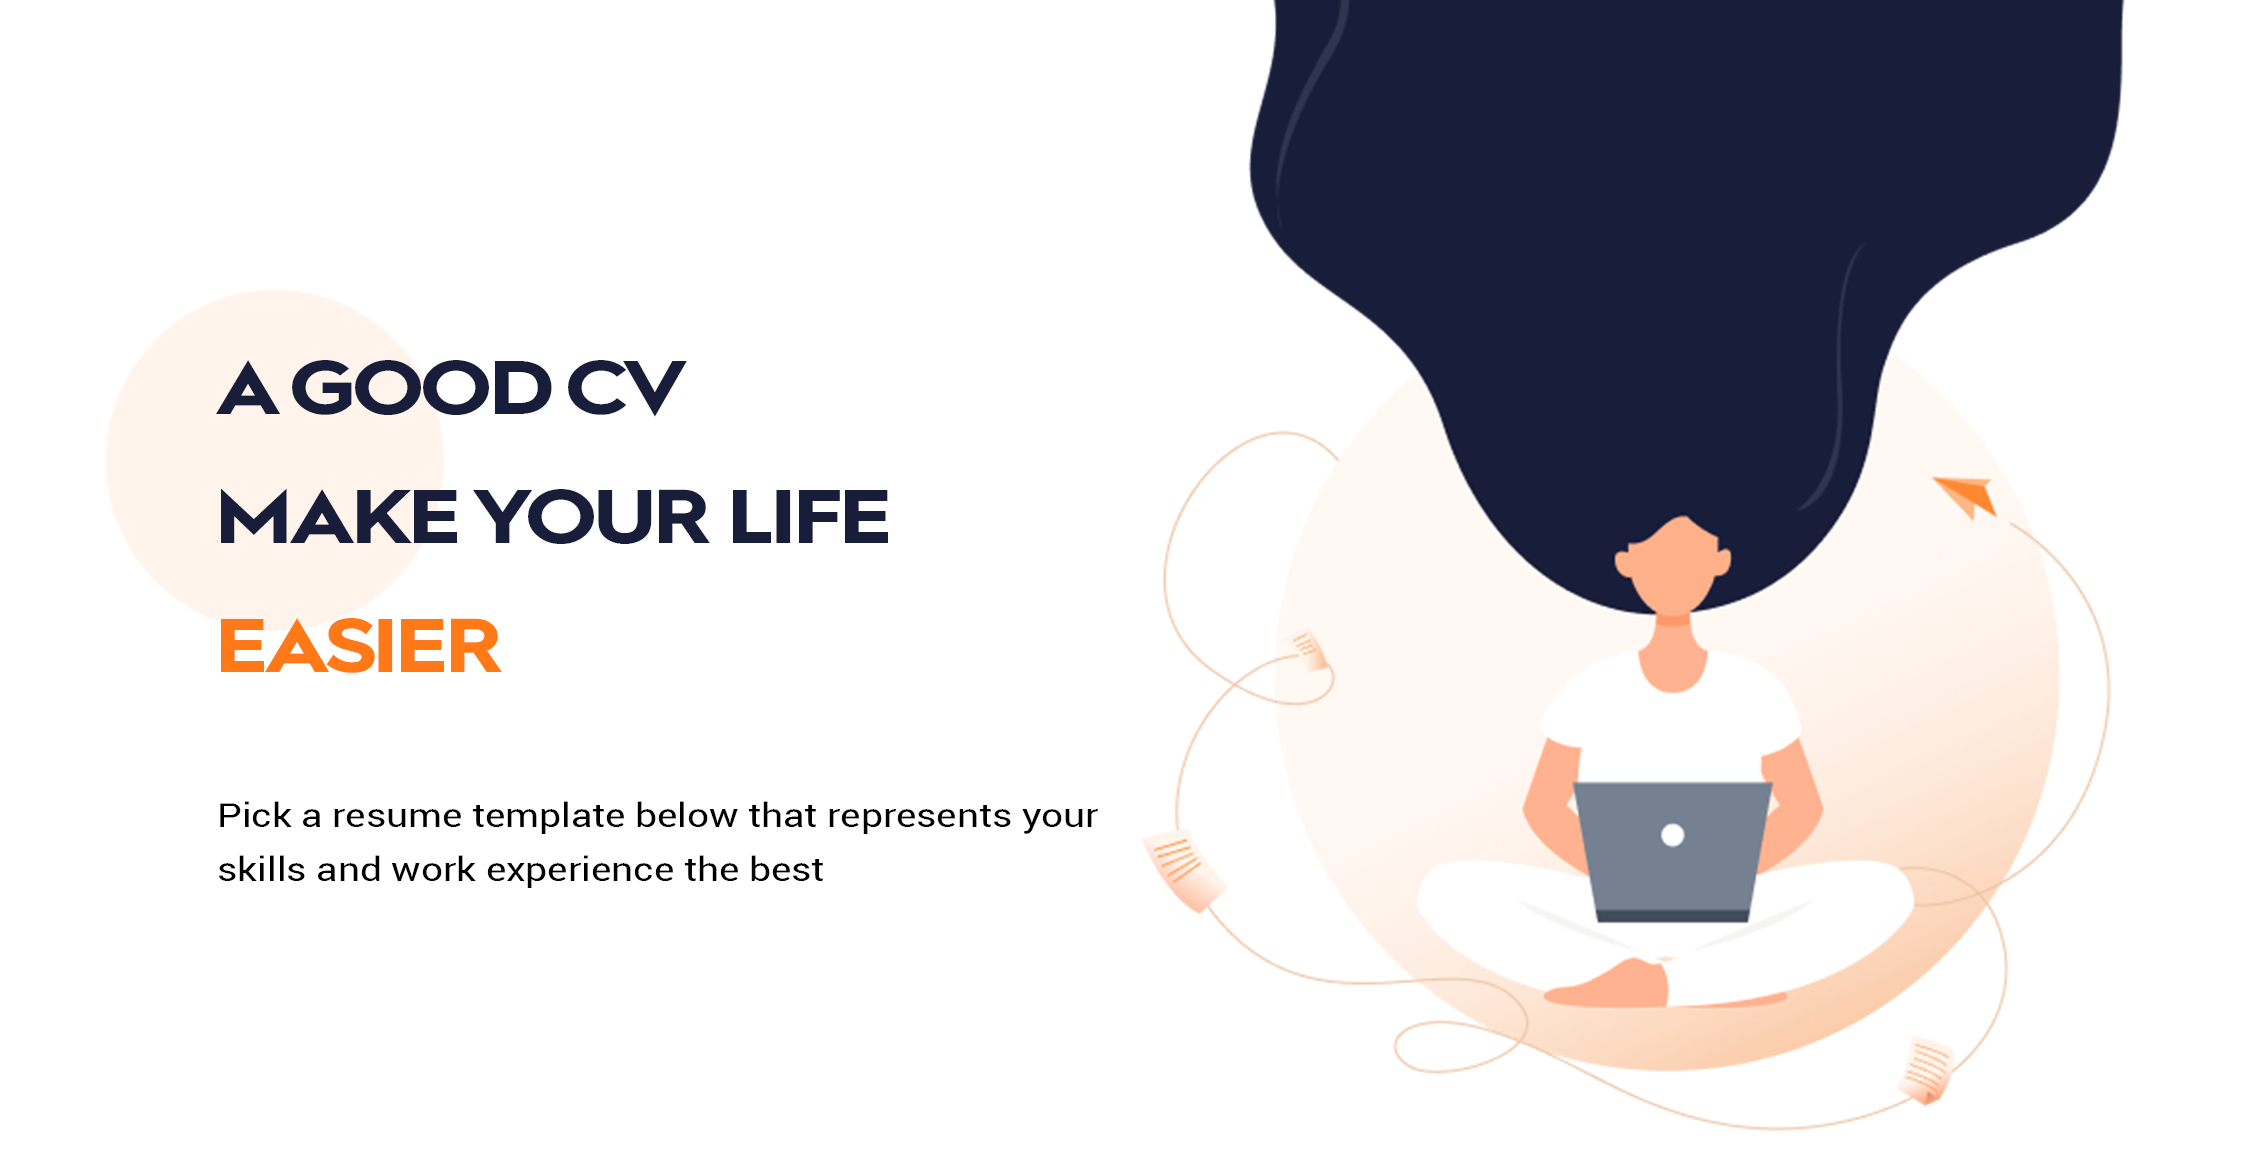 A GOOD CV
MAKE YOUR LIFE
EASIER
Pick a resume template below that represents your
skills and work experience the best